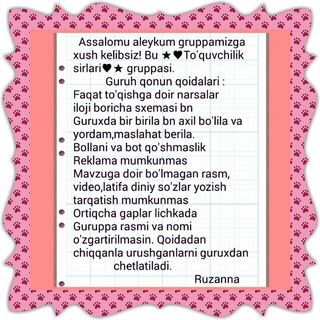 Assalomu aleykum gruppamizga
xush kelibsiz! Bu ★♥To'quvchilik
sirlari♥★ gruppasi.
Guruh qonun qoidalari :
Faqat to'qishga doir narsalar
iloji boricha sxemasi bn
Guruxda bir birila bn axil bo'lila va
yordam,maslahat berila.
Bollani va bot qo'shmaslik
Reklama mumkunmas
Mavzuga doir bo'lmagan rasm,
video,latifa diniy so'zlar yozish
tarqatish mumkunmas
Ortiqcha gaplar lichkada
Guruppa rasmi va nomi
o'zgartirilmasin. Qoidadan
chiqqanla urushganlarni guruxdan
chetlatiladi.
Ruzanna